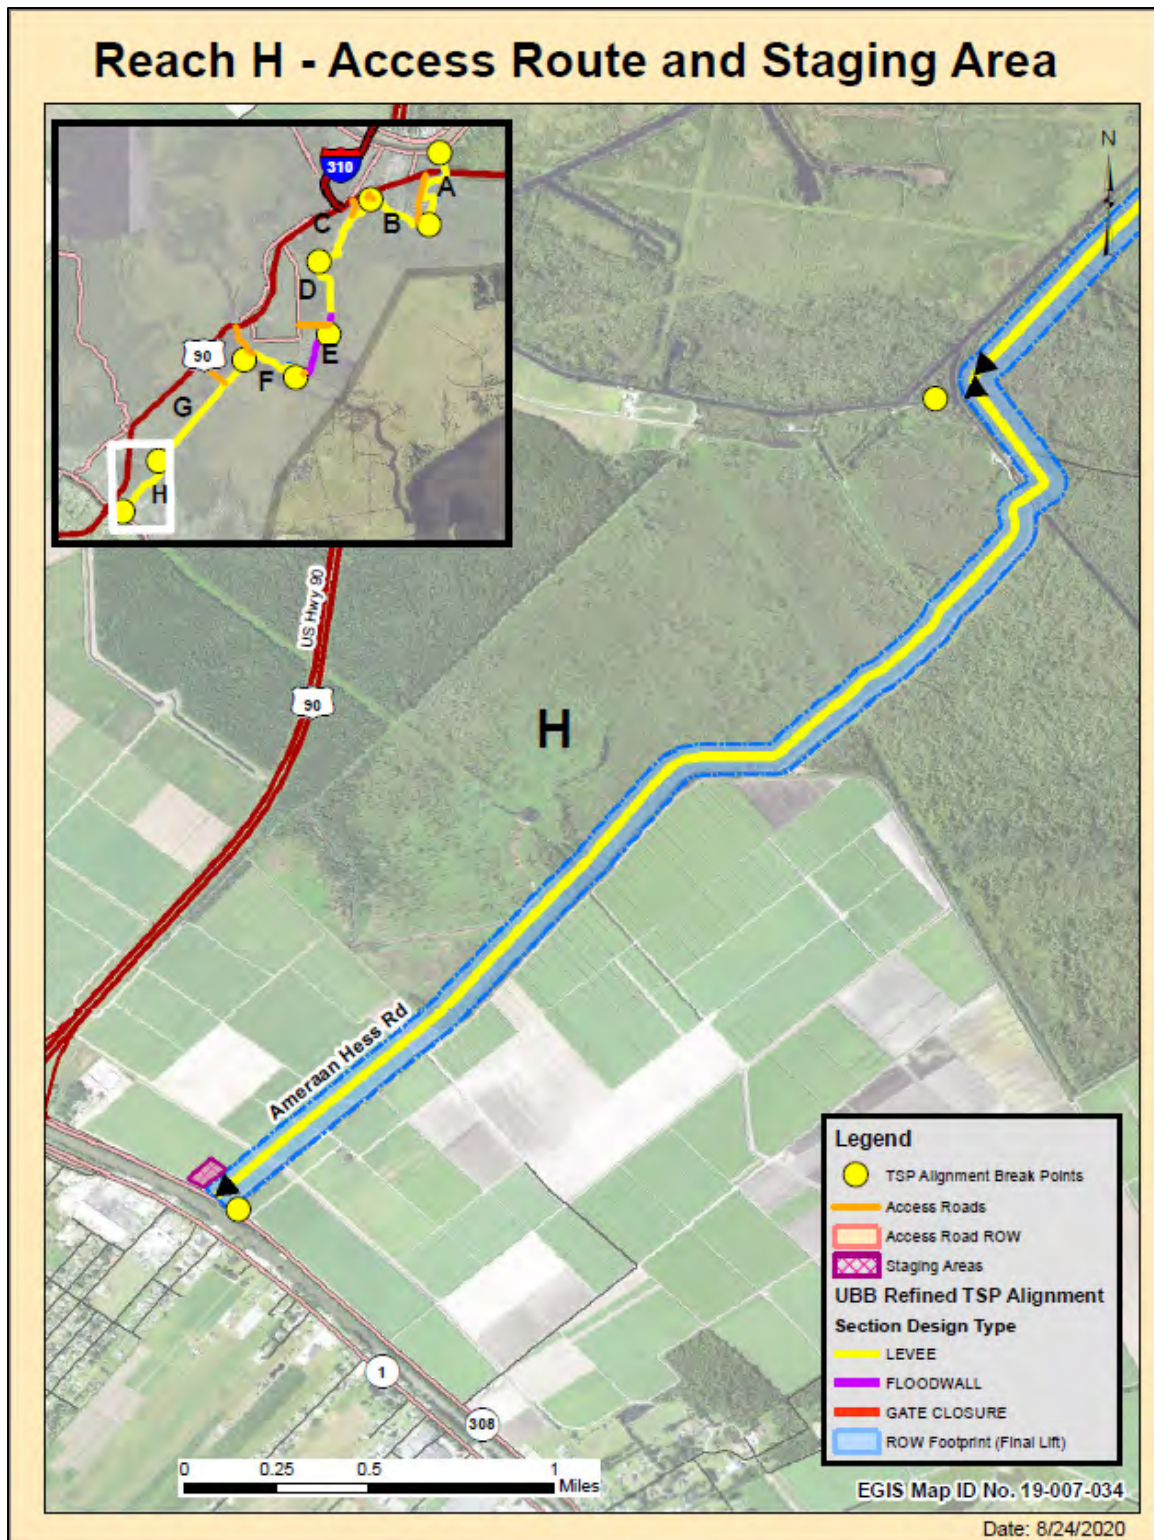 Reach H - Access Route and Staging Area
310
A
B
C
D
E
F
G
H
90
N
US Hwy 90
90
H
Ameraan Hess Rd
1
308
0 0.25 0.5 1
Miles
Legend
TSP Alignment Break Points
Access Roads
Access Road ROW
Staging Areas
UBB Refined TSP Alignment
Section Design Type
LEVEE
FLOODWALL
GATE CLOSURE
ROW Footprint (Final Lift)
EGIS Map ID No. 19-007-034
Date: 8/24/2020